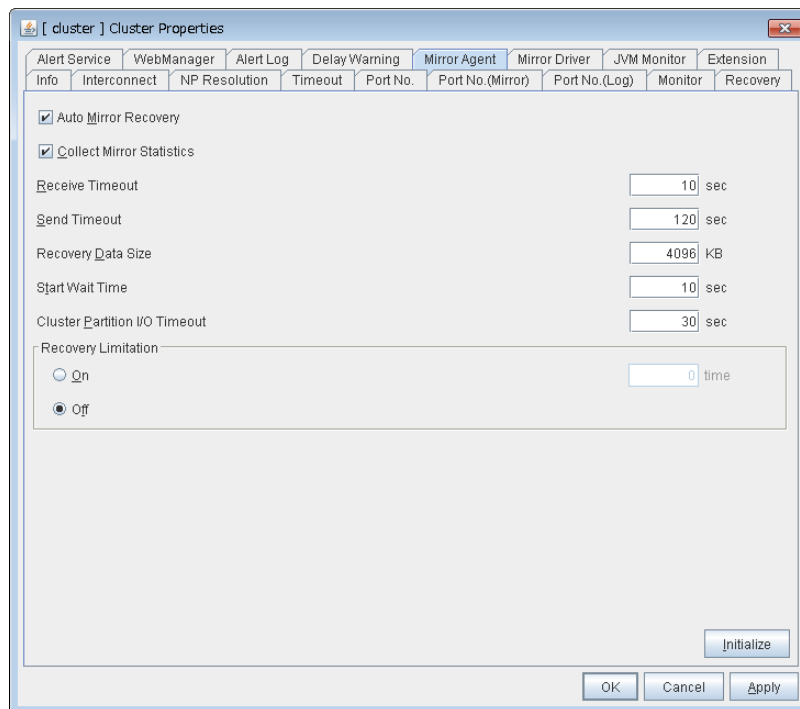 [ cluster ] Cluster Properties
Alert Service WebManager Alert Log Delay Warning Mirror Agent Mirror Driver JVM Monitor Extension
Info Interconnect NP Resolution Timeout Port No. Port No.(Mirror) Port No.(Log) Monitor Recovery
Auto Mirror Recovery
Collect Mirror Statistics
Receive Timeout 10 sec
Send Timeout 120 sec
Recovery Data Size 4096 KB
Start Wait Time 10 sec
Cluster Partition I/O Timeout 30 sec
Recovery Limitation
On 0 time
Off
Initialize
OK Cancel Apply